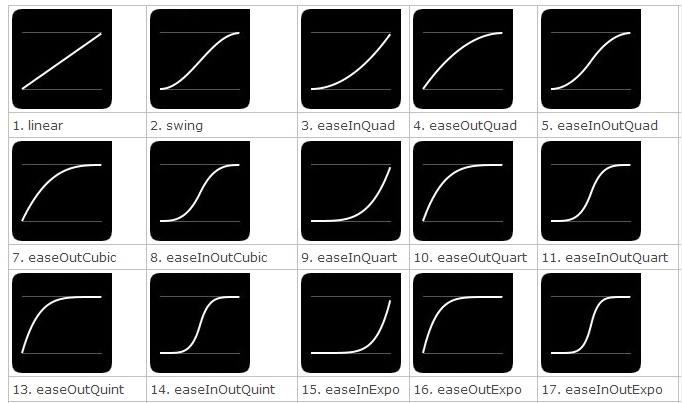 1. linear
2. swing
3. easeInQuad
4. easeOutQuad
5. easeInOutQuad
7. easeOutCubic
8. easeInOutCubic
9. easeInQuart
10. easeOutQuart
11. easeInOutQuart
13. easeOutQuint
14. easeInOutQuint
15. easeInExpo
16. easeOutExpo
17. easeInOutExpo